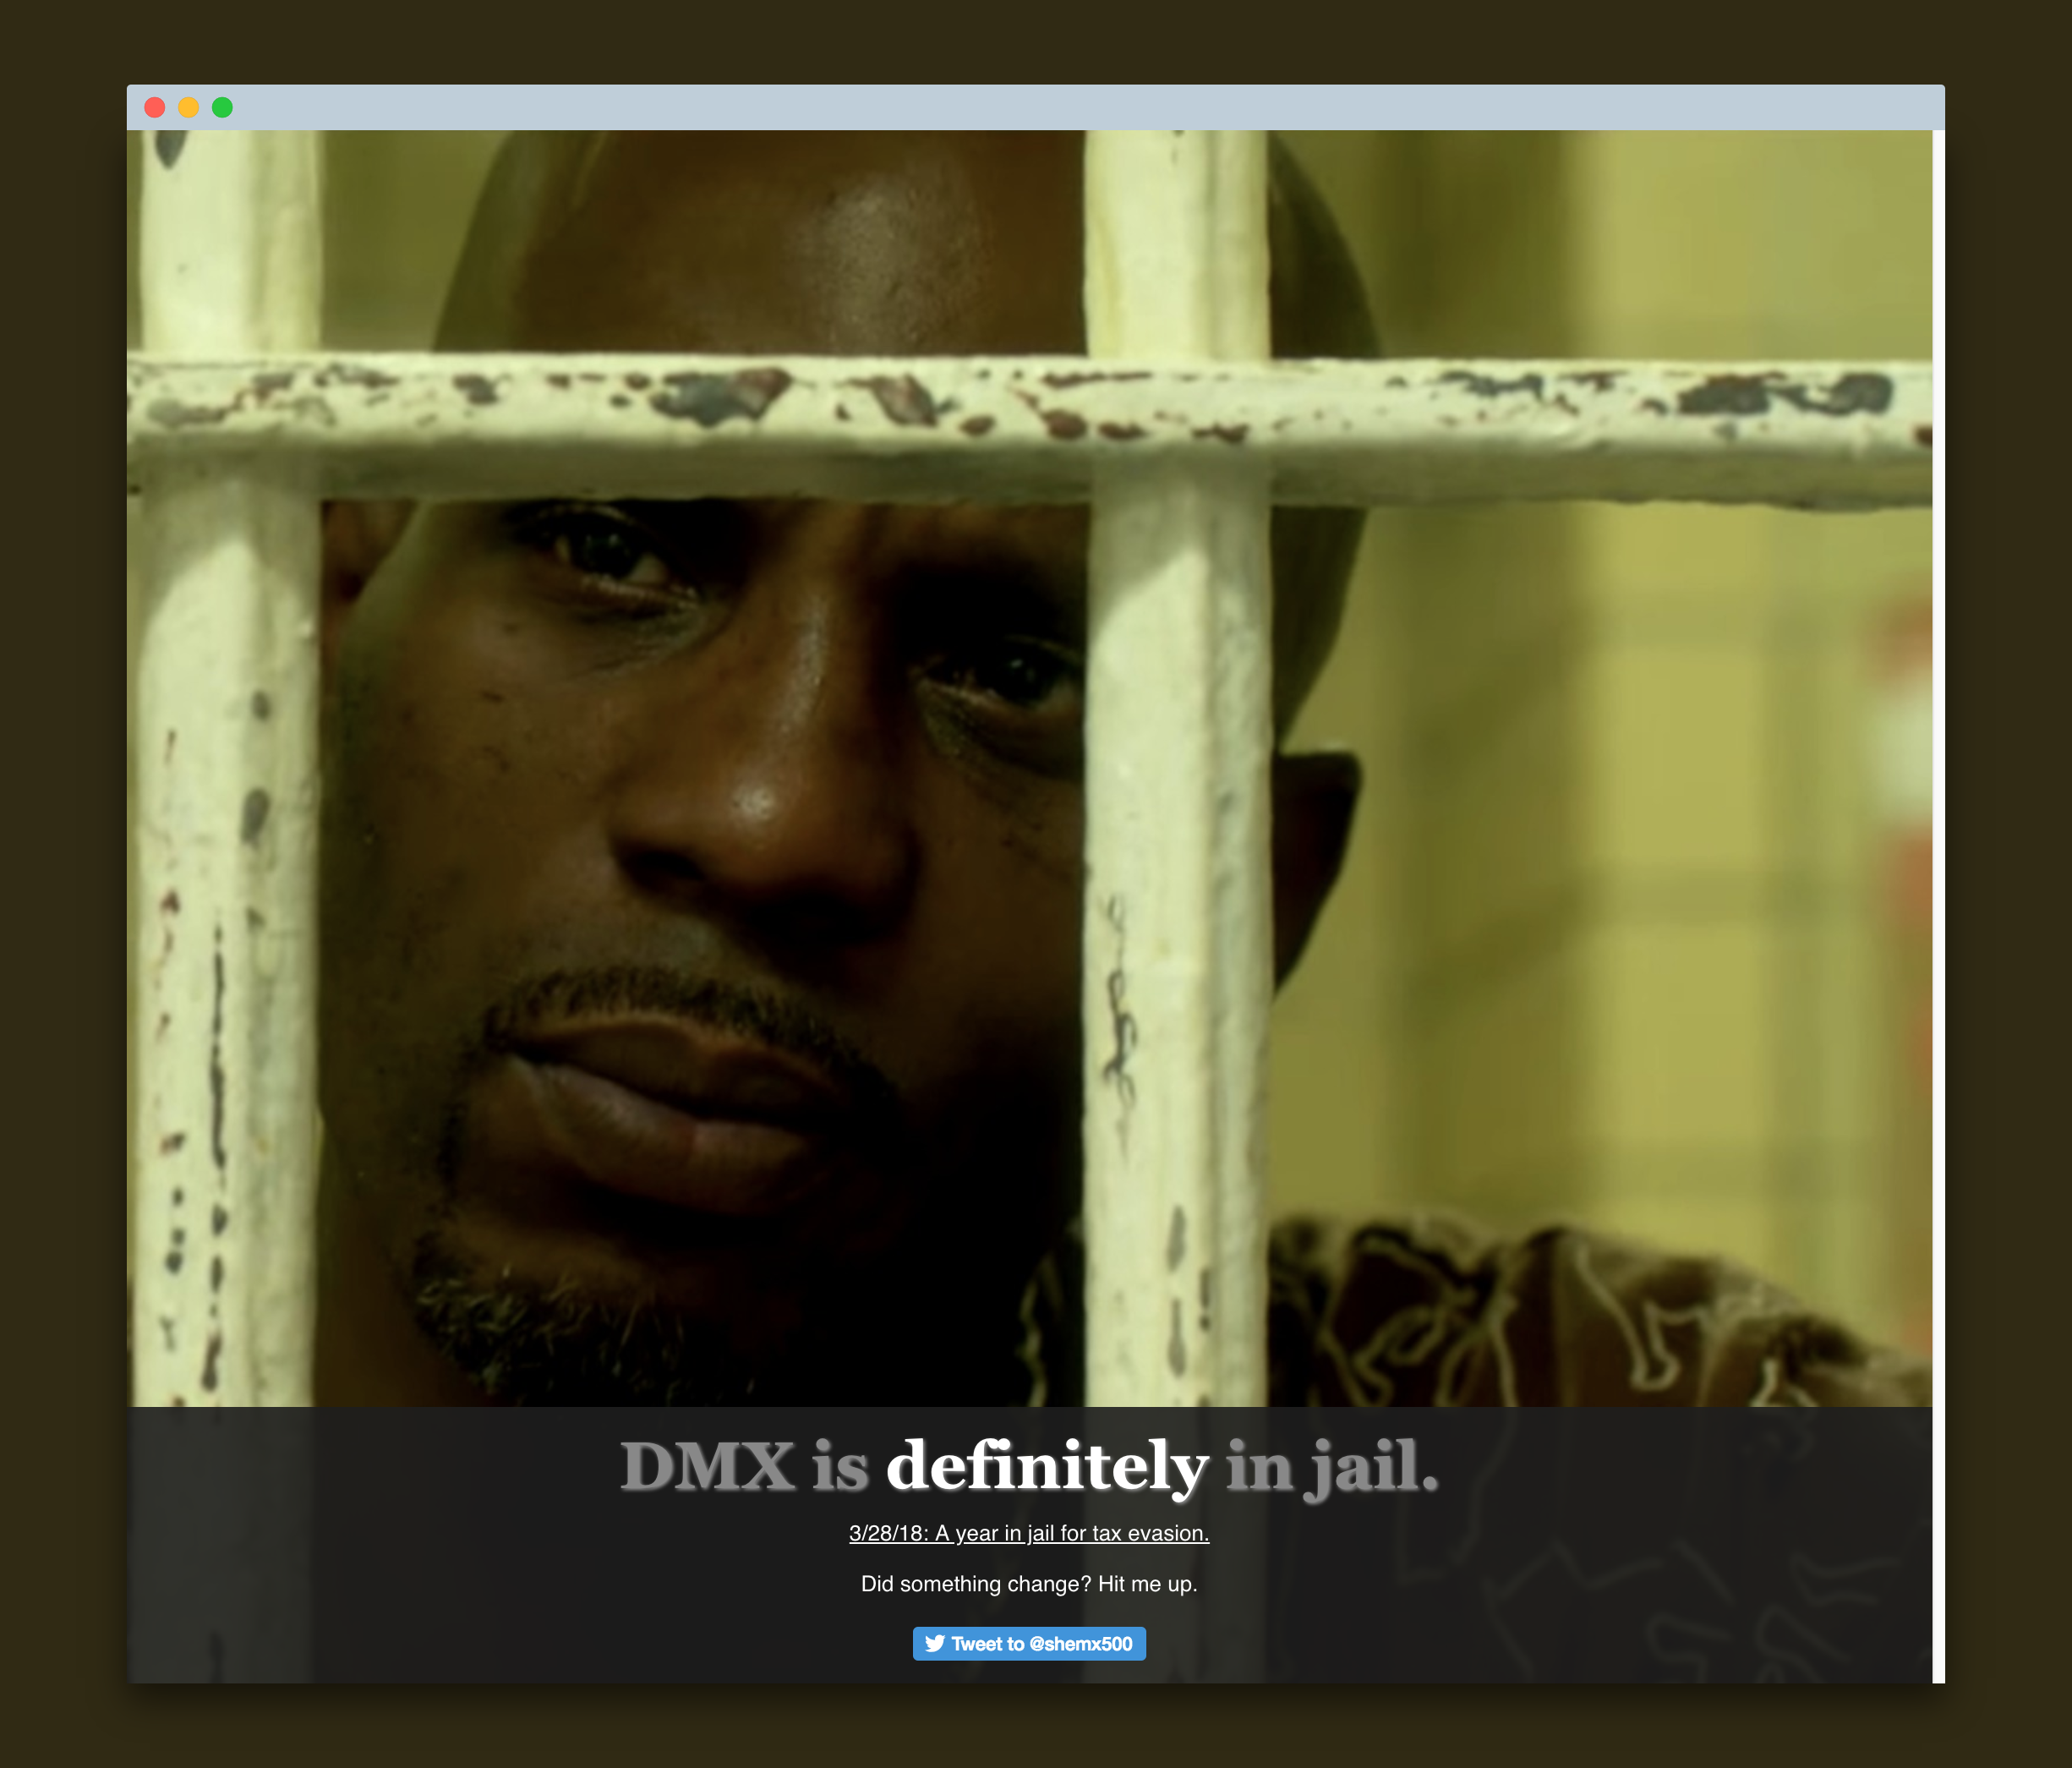 DMX is definitely in jail.
3/28/18: A year in jail for tax evasion.
Did something change? Hit me up.
Tweet to @shemx500